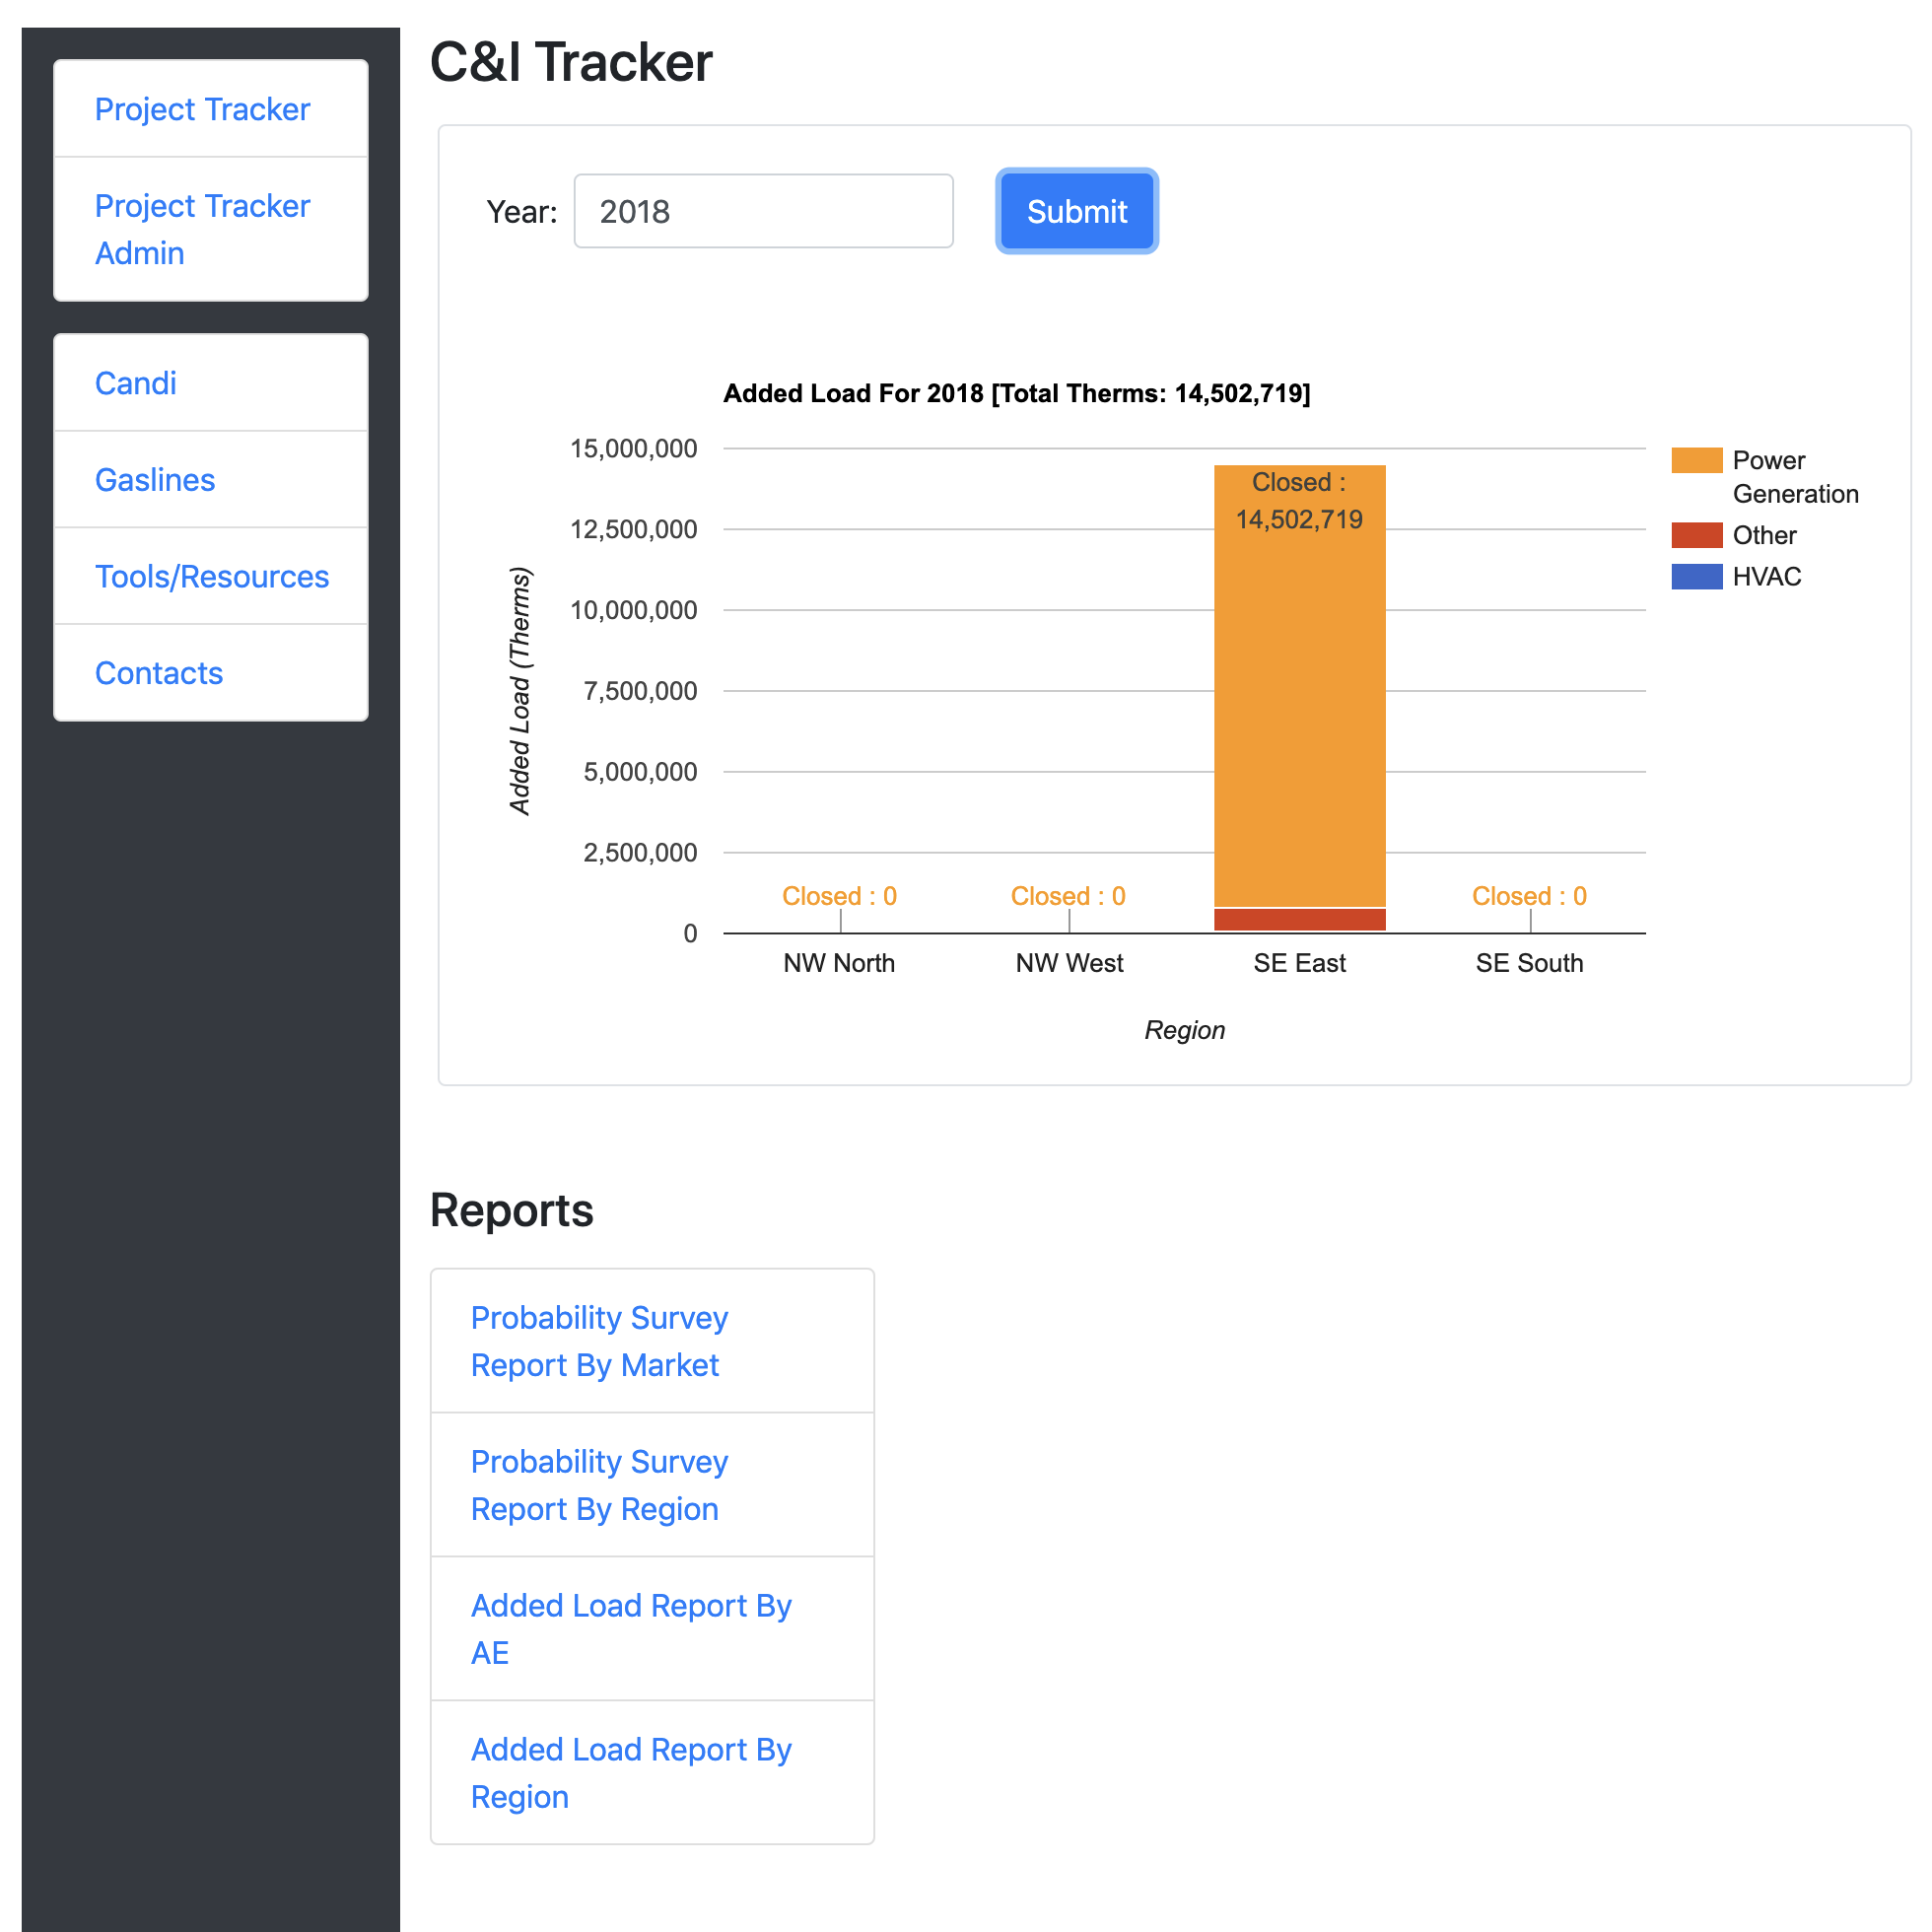 Project Tracker
Project Tracker
Admin
Candi
Gaslines
Tools/Resources
Contacts
C&I Tracker
Year: 2018 Submit
Added Load For 2018 [Total Therms: 14,502,719]
Added Load (Therms)
15,000,000
12,500,000
10,000,000
7,500,000
5,000,000
2,500,000
0
Closed : 0
Closed : 0
Closed :
14,502,719
Closed : 0
NW North
NW West
SE East
SE South
Region
Power
Generation
Other
HVAC
Reports
Probability Survey
Report By Market
Probability Survey
Report By Region
Added Load Report By
AE
Added Load Report By
Region